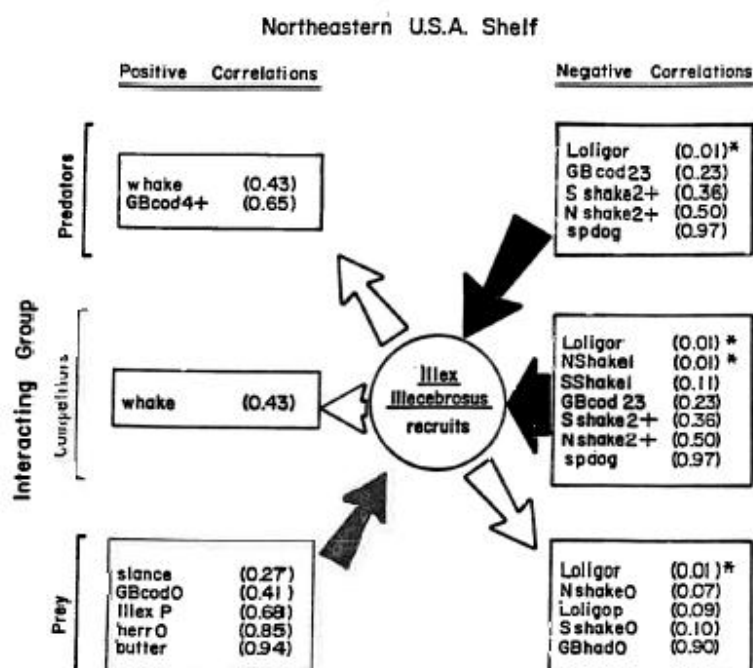 Northeastern U.S.A. Shelf
Positive Correlations
Negative Correlations
Interacting Group
Predators
whake (0.43)
GBcod4+ (0.65)
Loligor (0.01)*
GBcod23 (0.23)
Sshake2+ (0.36)
Nshake2+ (0.50)
spdog (0.97)
Competitors
whake (0.43)
Illex
Illecebrosus
recruits
Loligor (0.01)*
NShake1 (0.01)*
SShake1 (0.11)
GBcod23 (0.23)
Sshake2+ (0.36)
Nshake2+ (0.50)
spdog (0.97)
Prey
slance (0.27)
GBcod0 (0.41)
Illex P (0.68)
herr0 (0.85)
butter (0.94)
Loligor (0.01)*
Nshake0 (0.07)
Loligop (0.09)
Sshake0 (0.10)
GBhad0 (0.90)